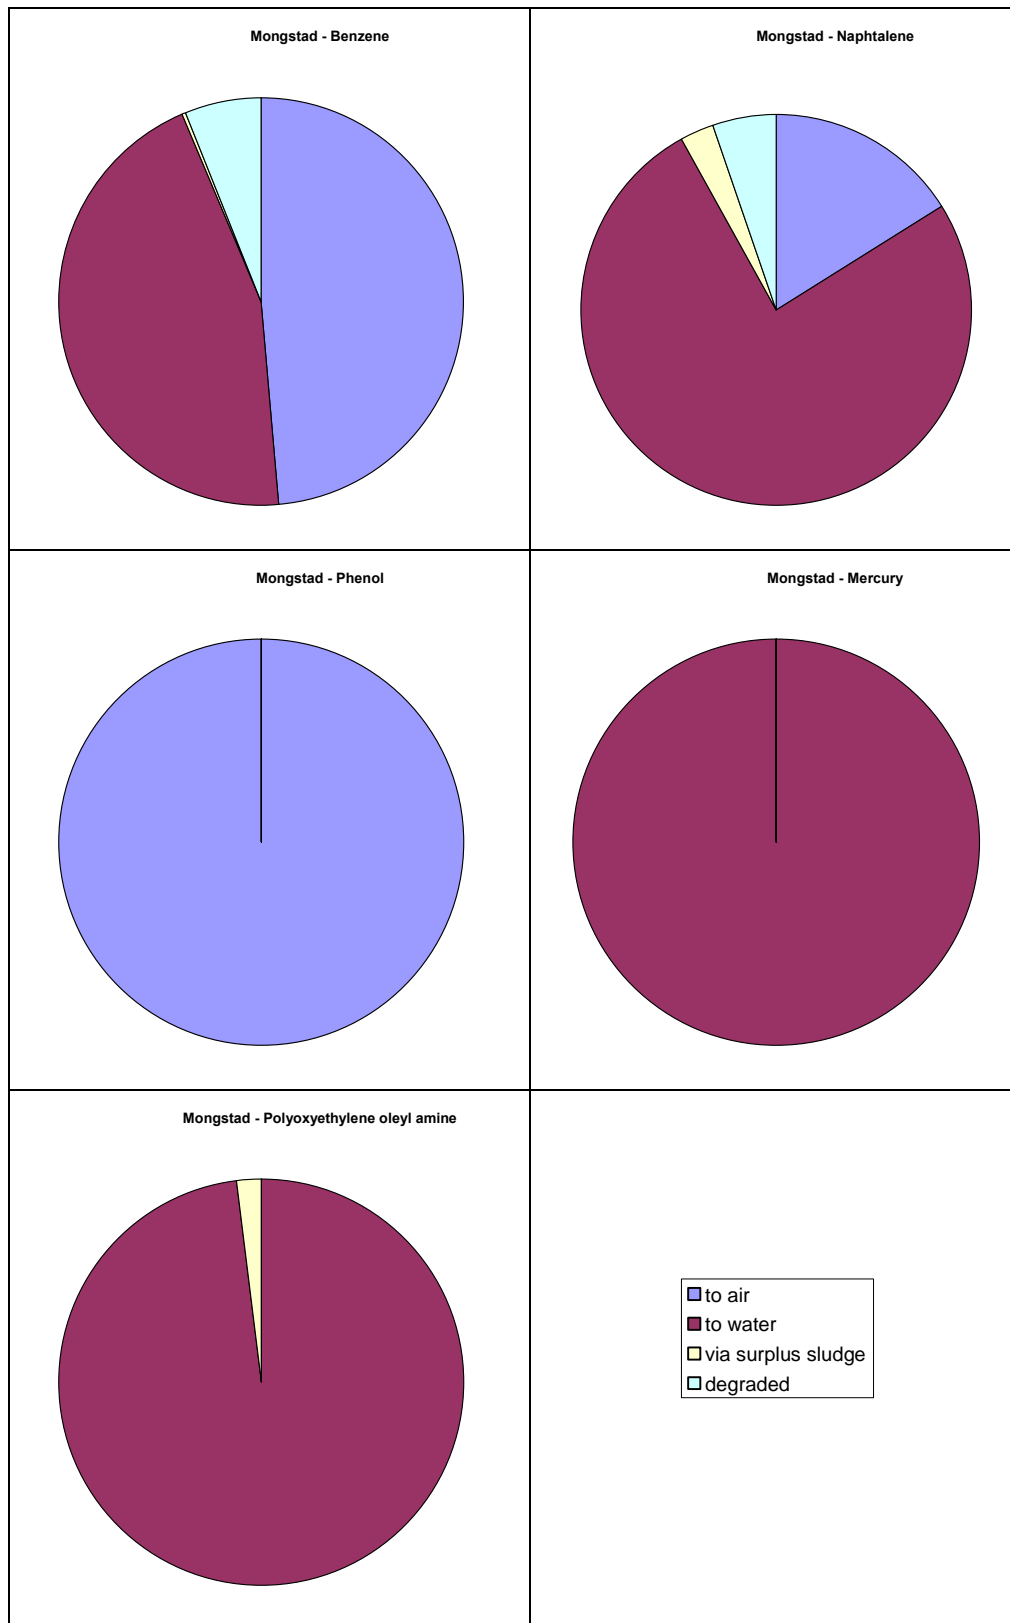 Mongstad - Benzene
Mongstad - Naphtalene
Mongstad - Phenol
Mongstad - Mercury
Mongstad - Polyoxyethylene oleyl amine
to air
to water
via surplus sludge
degraded